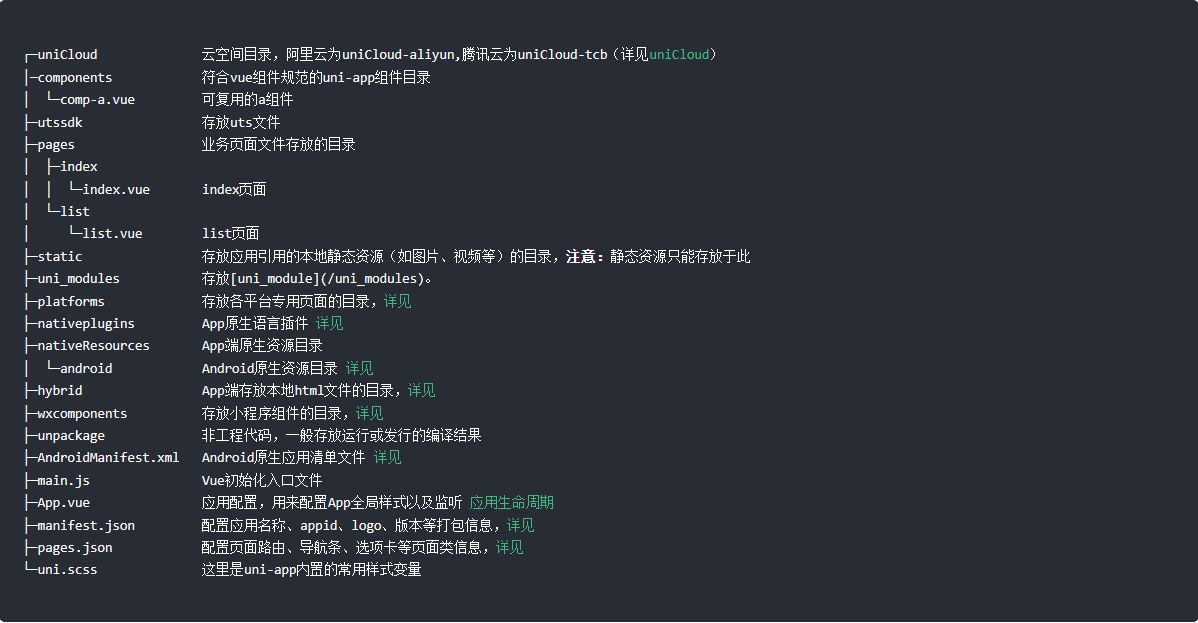 ┌─uniCloud              云空间目录，阿里云为uniCloud-aliyun,腾讯云为uniCloud-tcb（详见uniCloud）
│─components            符合vue组件规范的uni-app组件目录
│  └─comp-a.vue         可复用的a组件
├─utssdk                存放uts文件
├─pages                 业务页面文件存放的目录
│  ├─index
│  │  └─index.vue       index页面
│  └─list
│     └─list.vue        list页面
├─static                存放应用引用的本地静态资源（如图片、视频等）的目录，注意：静态资源只能存放于此
├─uni_modules           存放[uni_module](/uni_modules)。
├─platforms             存放各平台专用页面的目录，详见
├─nativeplugins         App原生语言插件 详见
├─nativeResources       App端原生资源目录
│  └─android            Android原生资源目录 详见
├─hybrid                App端存放本地html文件的目录，详见
├─wxcomponents          存放小程序组件的目录，详见
├─unpackage             非工程代码，一般存放运行或发行的编译结果
├─AndroidManifest.xml   Android原生应用清单文件 详见
├─main.js               Vue初始化入口文件
├─App.vue               应用配置，用来配置App全局样式以及监听 应用生命周期
├─manifest.json         配置应用名称、appid、logo、版本等打包信息，详见
├─pages.json            配置页面路由、导航条、选项卡等页面类信息，详见
└─uni.scss              这里是uni-app内置的常用样式变量